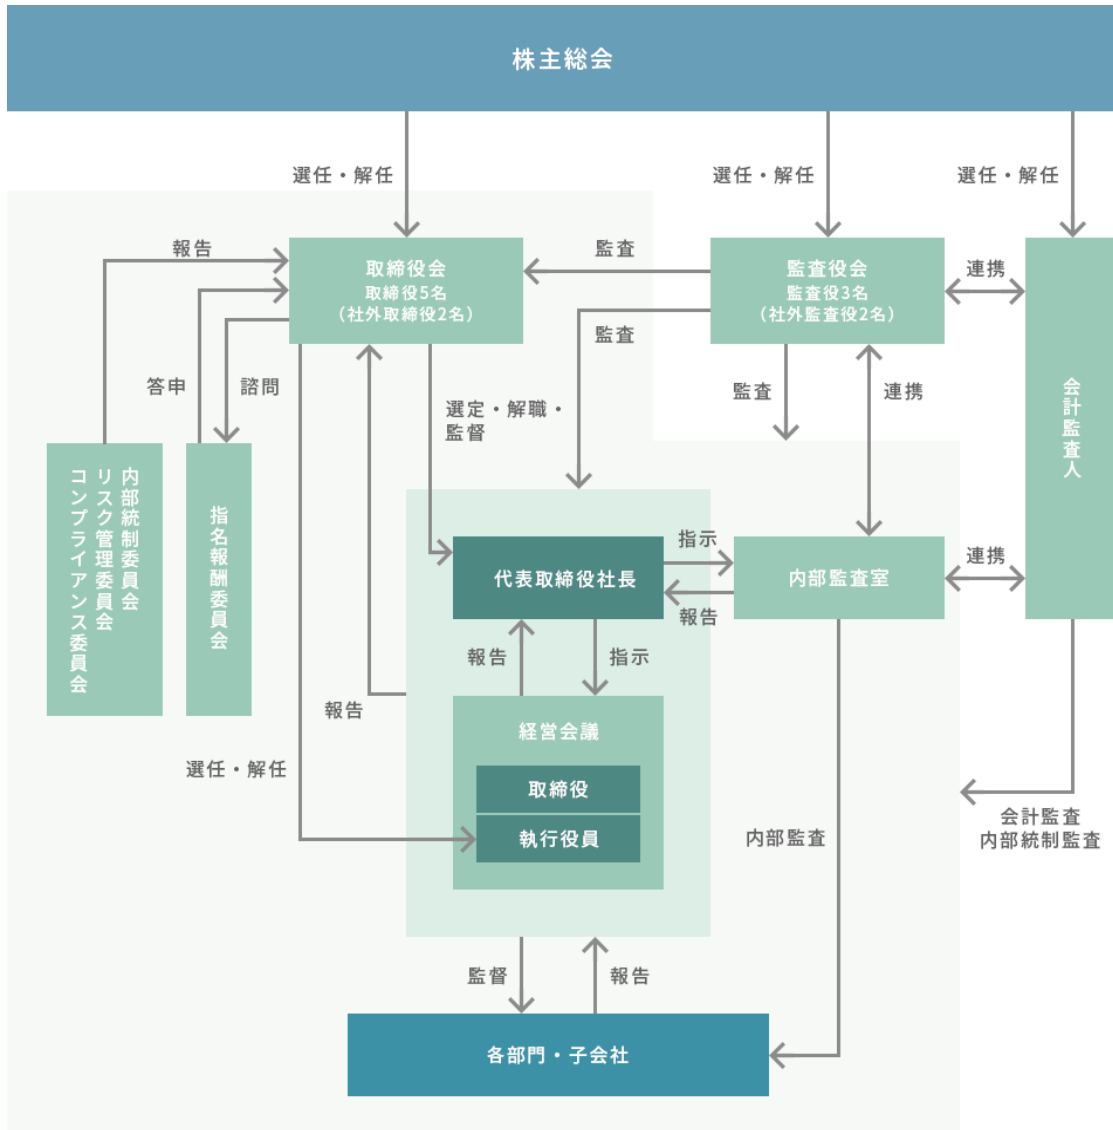 株主総会
選任・解任
選任・解任
選任・解任
報告
取締役会
取締役5名
（社外取締役2名）
監査
監査
監査役会
監査役3名
（社外監査役2名）
連携
答申
諮問
選定・解職・
監督
監査
連携
会計監査人
内部統制委員会
リスク管理委員会
コンプライアンス委員会
指名報酬委員会
代表取締役社長
指示
報告
内部監査室
連携
報告
指示
報告
経営会議
取締役
執行役員
選任・解任
内部監査
会計監査
内部統制監査
監督
報告
各部門・子会社